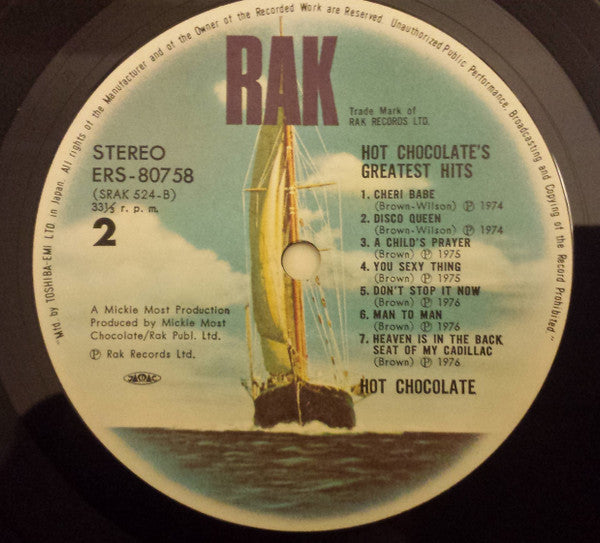 "Mfd by TOSHIBA-EMI LTD. in Japan. All rights of the Manufacturer and of the Owner of the Recorded Work are Reserved. Unauthorized Public Performance, Broadcasting and Copying of the Record Prohibited."
RAK
Trade Mark of
RAK RECORDS LTD.
STEREO
ERS-80758
(SRAK 524-B)
33⅓ r. p. m.
2
HOT CHOCOLATE'S
GREATEST HITS
1. CHERI BABE
(Brown-Wilson) Ⓟ 1974
2. DISCO QUEEN
(Brown-Wilson) Ⓟ 1974
3. A CHILD'S PRAYER
(Brown) Ⓟ 1975
4. YOU SEXY THING
(Brown) Ⓟ 1975
5. DON'T STOP IT NOW
(Brown) Ⓟ 1976
6. MAN TO MAN
(Brown) Ⓟ 1976
7. HEAVEN IS IN THE BACK
SEAT OF MY CADILLAC
(Brown) Ⓟ 1976
A Mickie Most Production
Produced by Mickie Most
Chocolate/Rak Publ. Ltd.
Ⓟ Rak Records Ltd.
JASRAC
HOT CHOCOLATE